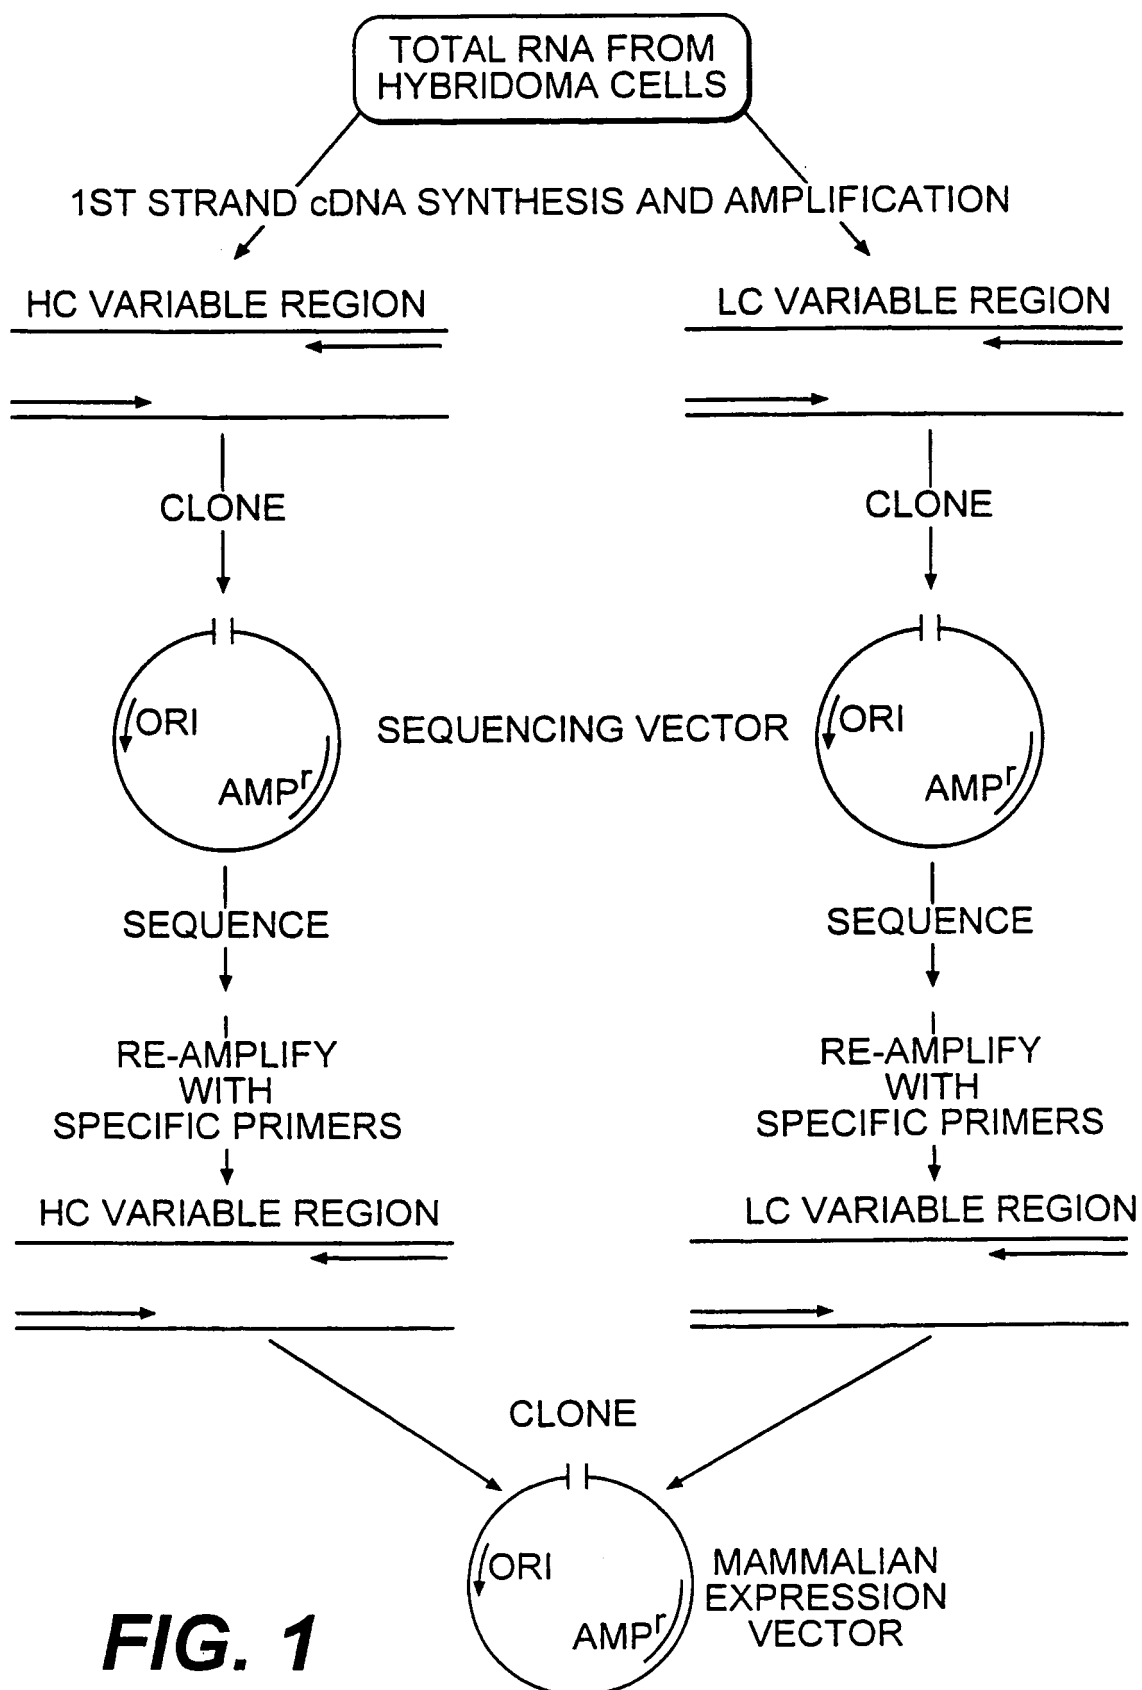 TOTAL RNA FROM
HYBRIDOMA CELLS
1ST STRAND cDNA SYNTHESIS AND AMPLIFICATION
HC VARIABLE REGION
LC VARIABLE REGION
CLONE
CLONE
ORI
AMPr
SEQUENCING VECTOR
ORI
AMPr
SEQUENCE
SEQUENCE
RE-AMPLIFY
WITH
SPECIFIC PRIMERS
RE-AMPLIFY
WITH
SPECIFIC PRIMERS
HC VARIABLE REGION
LC VARIABLE REGION
CLONE
ORI
AMPr
MAMMALIAN
EXPRESSION
VECTOR
FIG. 1